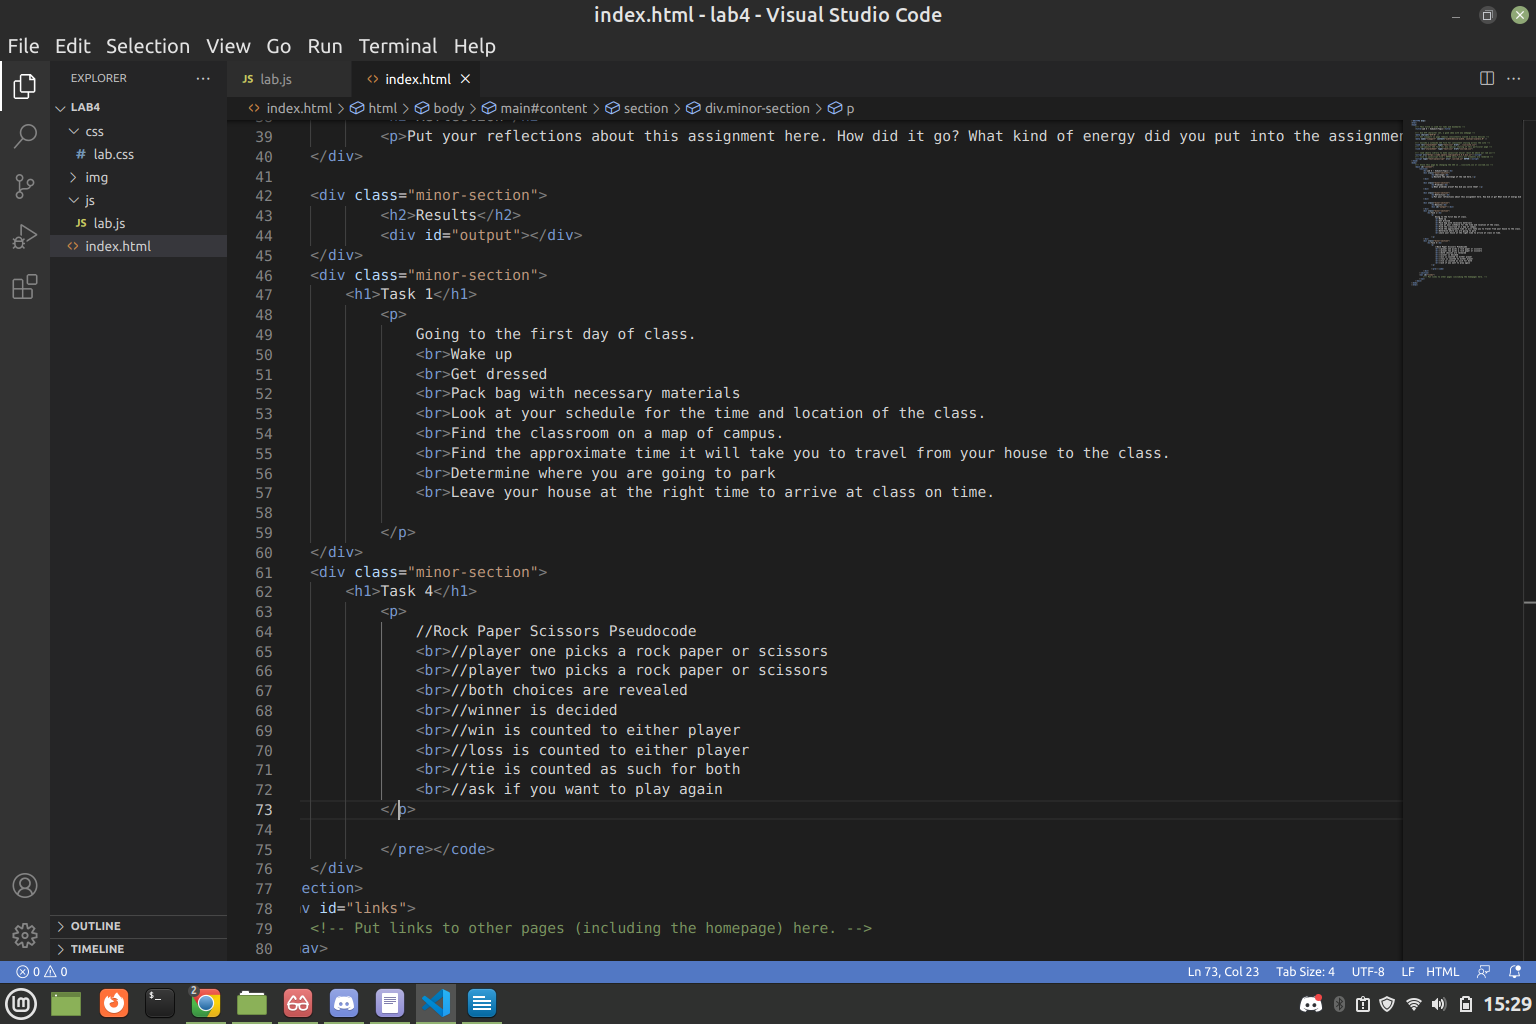 index.html - lab4 - Visual Studio Code
File Edit Selection View Go Run Terminal Help
EXPLORER
LAB4
css
# lab.css
img
js
JS lab.js
<> index.html
OUTLINE
TIMELINE
JS lab.js
<> index.html
<> index.html > html > body > main#content > section > div.minor-section > p
39 <p>Put your reflections about this assignment here. How did it go? What kind of energy did you put into the
40 </div>
41
42 <div class="minor-section">
43 <h2>Results</h2>
44 <div id="output"></div>
45 </div>
46 <div class="minor-section">
47 <h1>Task 1</h1>
48 <p>
49 Going to the first day of class.
50 <br>Wake up
51 <br>Get dressed
52 <br>Pack bag with necessary materials
53 <br>Look at your schedule for the time and location of the class.
54 <br>Find the classroom on a map of campus.
55 <br>Find the approximate time it will take you to travel from your house to the class.
56 <br>Determine where you are going to park
57 <br>Leave your house at the right time to arrive at class on time.
58
59 </p>
60 </div>
61 <div class="minor-section">
62 <h1>Task 4</h1>
63 <p>
64 //Rock Paper Scissors Pseudocode
65 <br>//player one picks a rock paper or scissors
66 <br>//player two picks a rock paper or scissors
67 <br>//both choices are revealed
68 <br>//winner is decided
69 <br>//win is counted to either player
70 <br>//loss is counted to either player
71 <br>//tie is counted as such for both
72 <br>//ask if you want to play again
73 </p>
74
75 </pre></code>
76 </div>
77 ection>
78 v id="links">
79 <!-- Put links to other pages (including the homepage) here. -->
80 av>
0 0
Ln 73, Col 23 Tab Size: 4 UTF-8 LF HTML
2
15:29